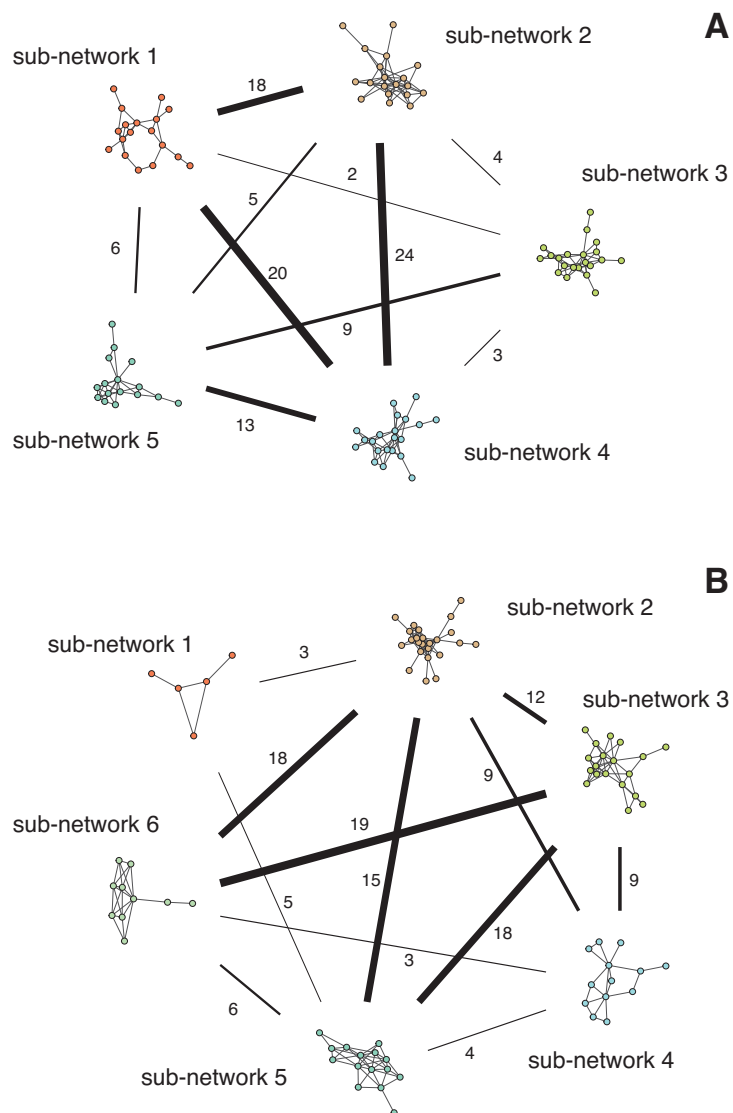 A
sub-network 2
sub-network 1
18
4
2
sub-network 3
5
6
24
20
9
3
13
sub-network 5
sub-network 4
B
sub-network 2
sub-network 1
3
12
sub-network 3
18
9
sub-network 6
19
15
9
5
18
3
6
4
sub-network 4
sub-network 5